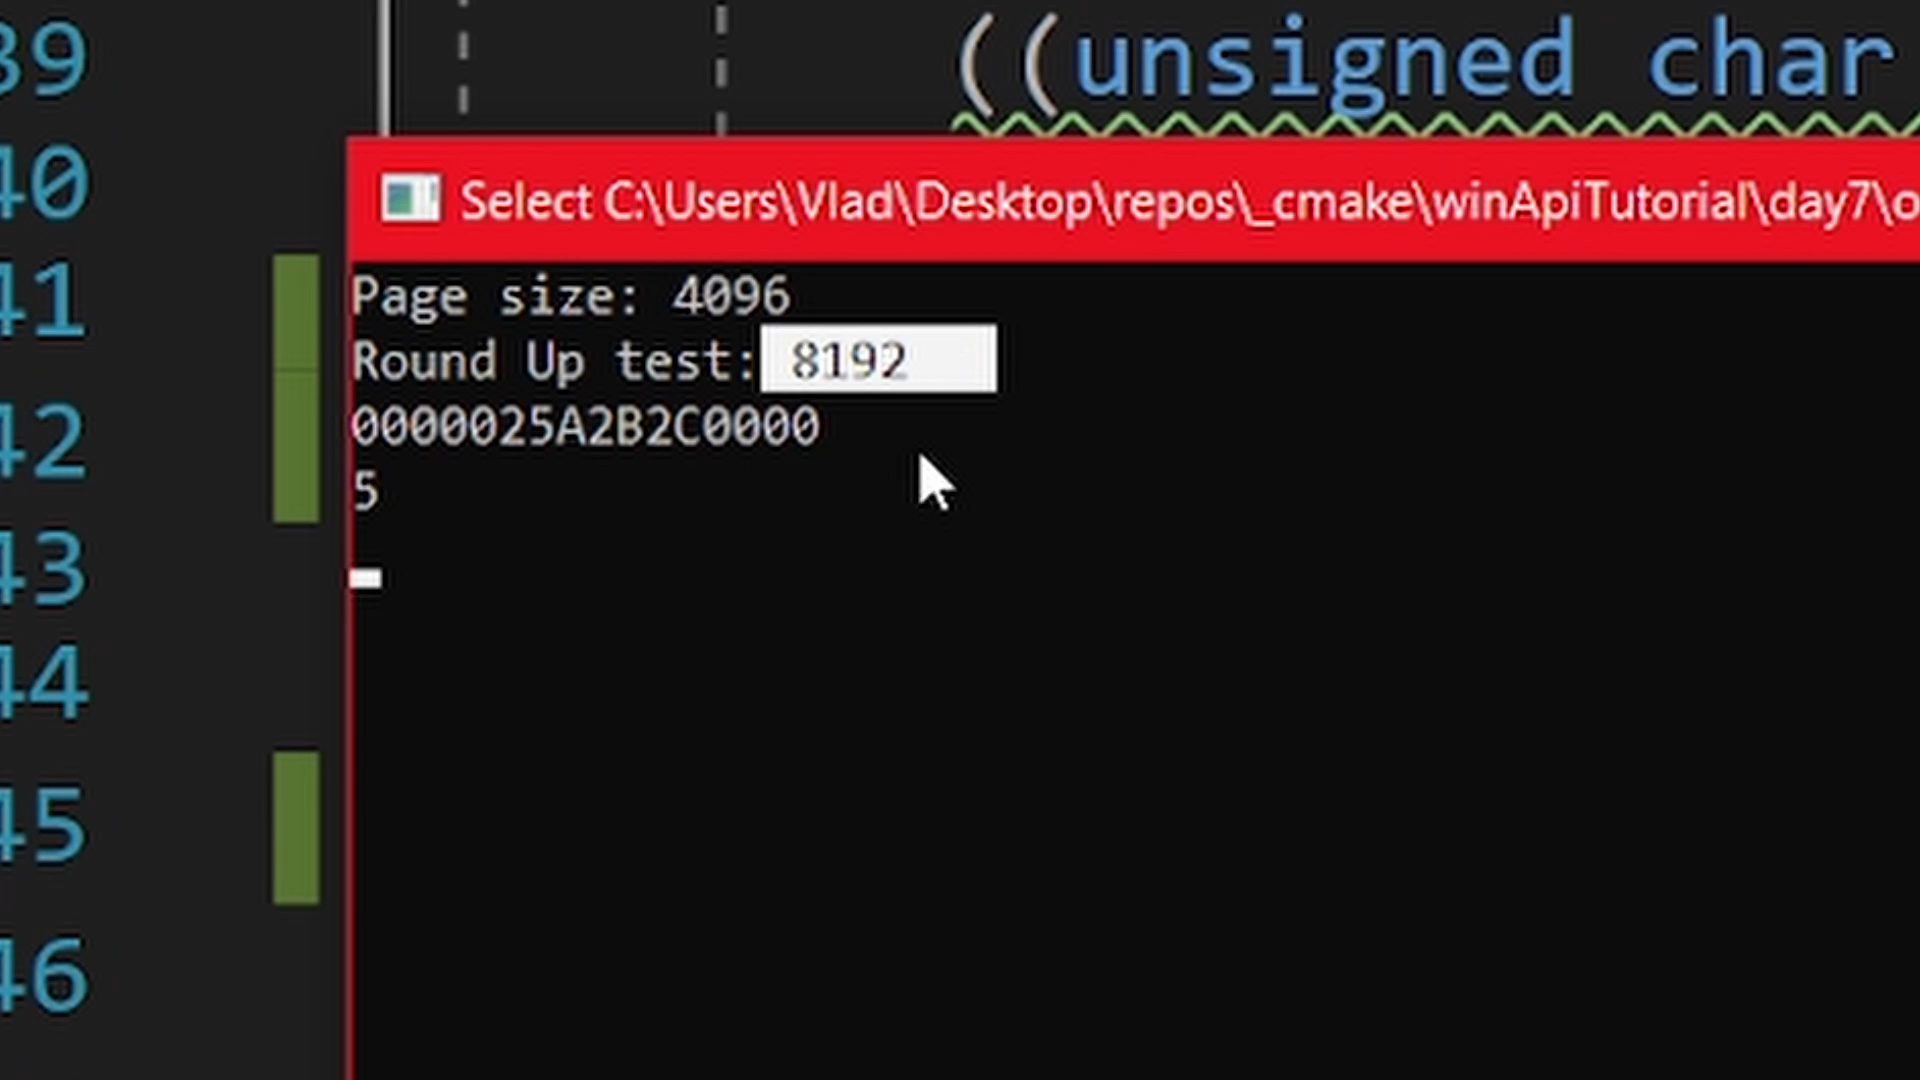 39
((unsigned char
40
Select C:\Users\Vlad\Desktop\repos\_cmake\winApiTutorial\day7\o
41
Page size: 4096
Round Up test: 8192
42
0000025A2B2C0000
5
43
44
45
46